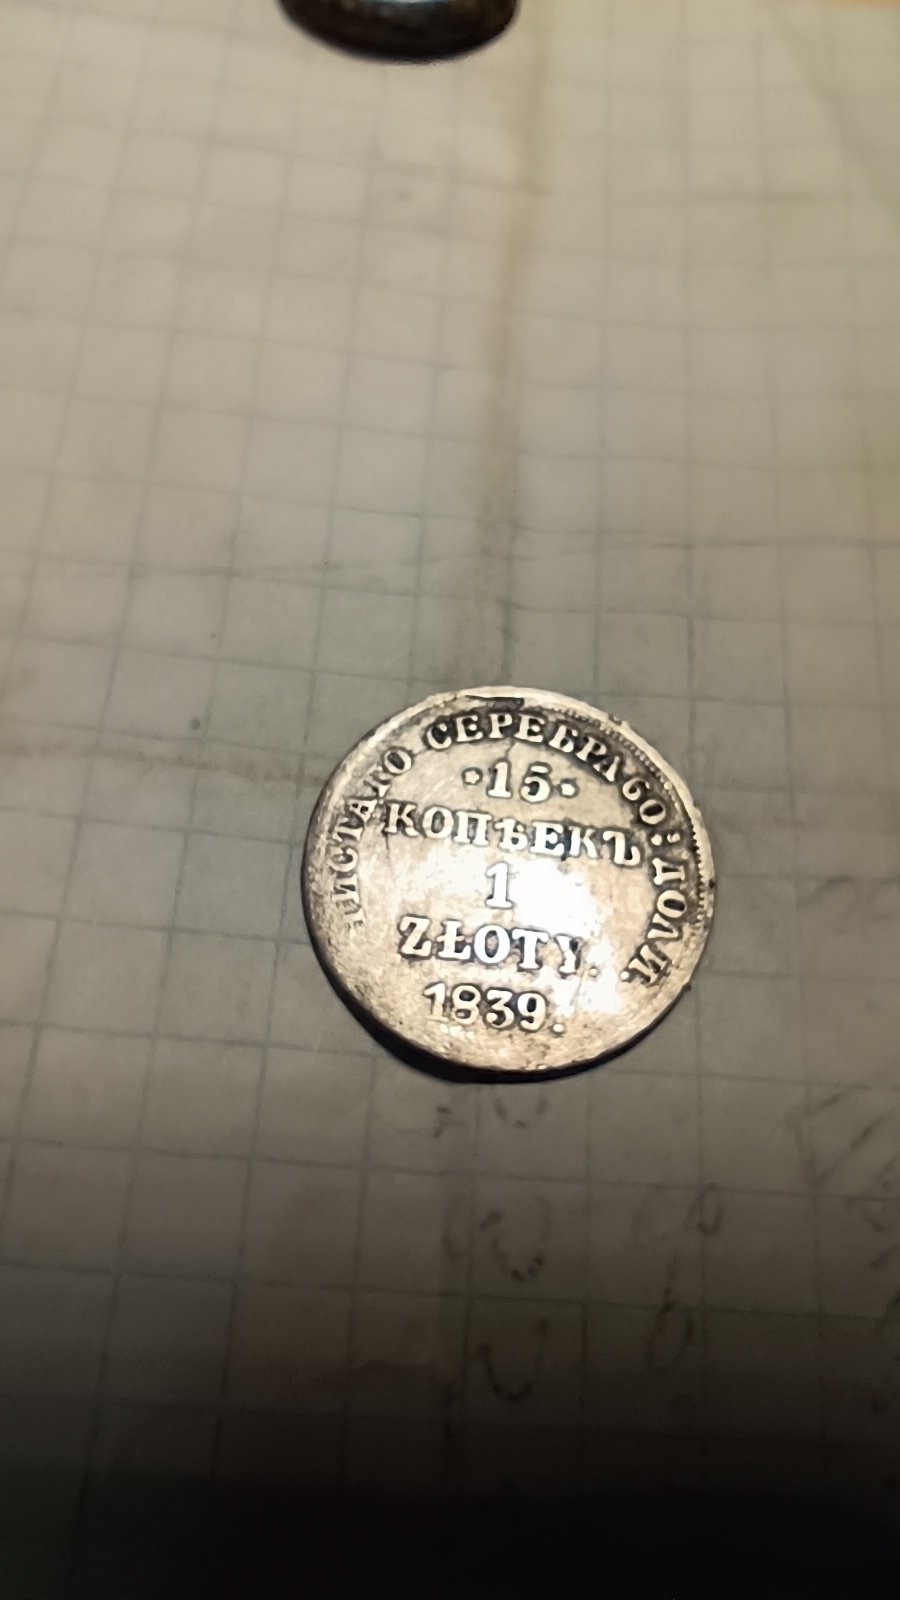 ЧИСТАГО СЕРЕБРА 60: ДОЛИ.
15
КОПѢЕКЪ
1
ZŁOTY.
1839.